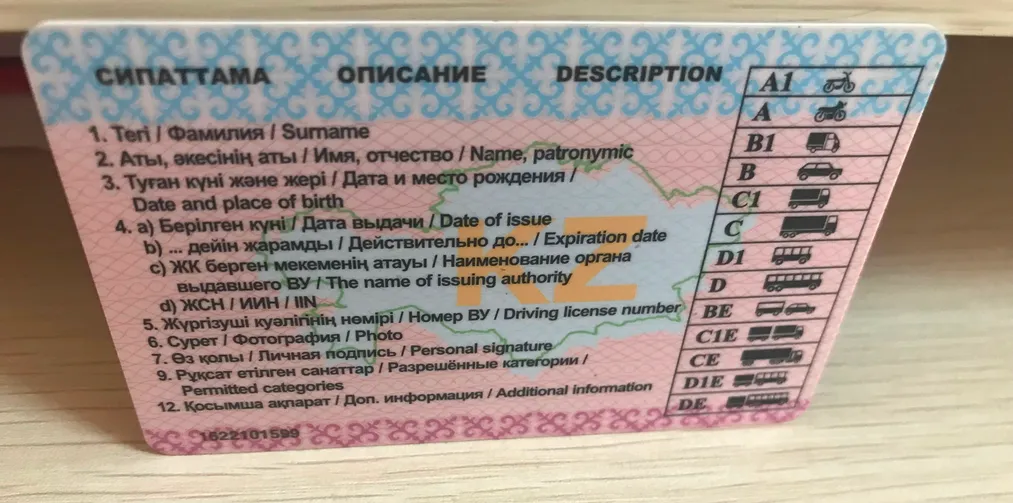 СИПАТТАМА ОПИСАНИЕ DESCRIPTION
1. Тегі / Фамилия / Surname
2. Аты, әкесінің аты / Имя, отчество / Name, patronymic
3. Туған күні және жері / Дата и место рождения /
Date and place of birth
4. a) Берілген күні / Дата выдачи / Date of issue
b) ... дейін жарамды / Действительно до... / Expiration date
c) ЖК берген мекеменің атауы / Наименование органа
выдавшего ВУ / The name of issuing authority
d) ЖСН / ИИН / IIN
5. Жүргізуші куәлігінің нөмірі / Номер ВУ / Driving license number
6. Сурет / Фотография / Photo
7. Өз қолы / Личная подпись / Personal signature
9. Рұқсат етілген санаттар / Разрешённые категории /
Permitted categories
12. Қосымша ақпарат / Доп. информация / Additional information
1622101599
KZ
A1
A
B1
B
C1
C
D1
D
BE
C1E
CE
D1E
DE